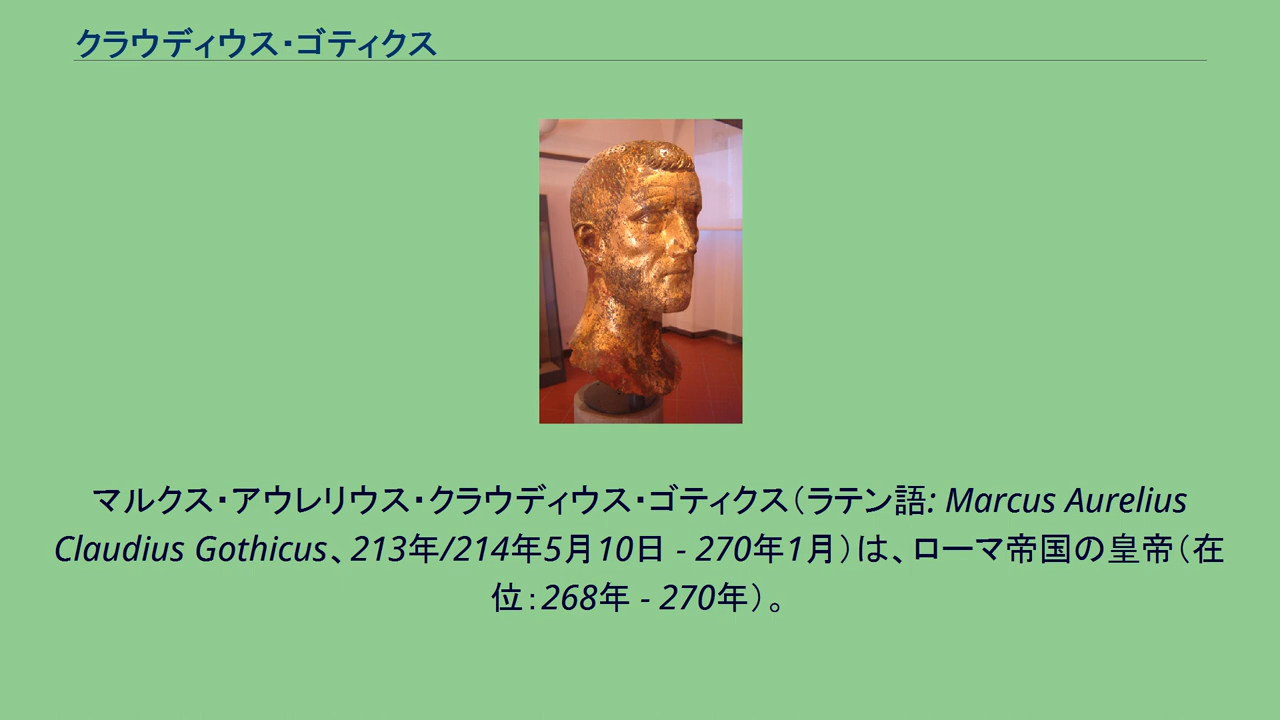 クラウディウス・ゴティクス
マルクス・アウレリウス・クラウディウス・ゴティクス（ラテン語: Marcus Aurelius
Claudius Gothicus、213年/214年5月10日 - 270年1月）は、ローマ帝国の皇帝（在
位：268年 - 270年）。